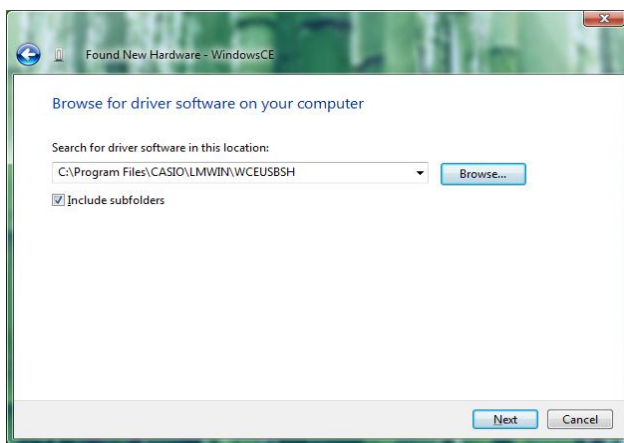 Found New Hardware - WindowsCE
Browse for driver software on your computer
Search for driver software in this location:
C:\Program Files\CASIO\LMWIN\WCEUSBSH
Browse...
Include subfolders
Next
Cancel